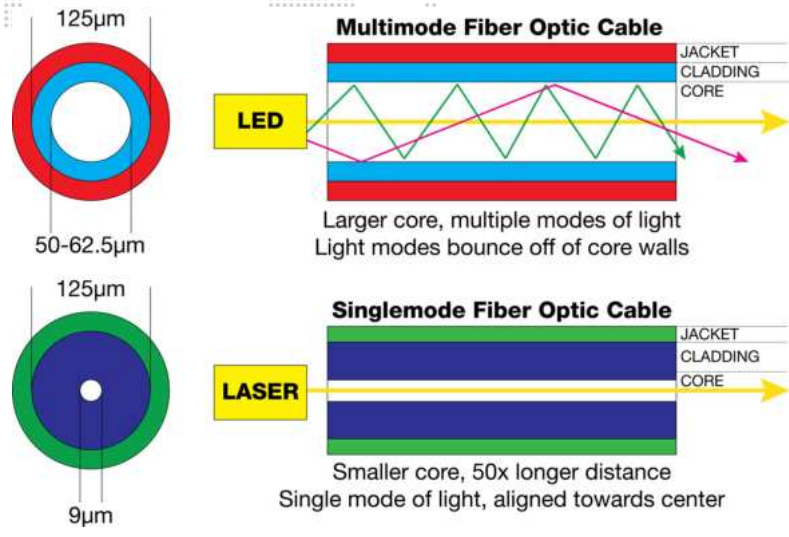 125µm
Multimode Fiber Optic Cable
JACKET
CLADDING
CORE
LED
50-62.5µm
Larger core, multiple modes of light
Light modes bounce off of core walls
125µm
Singlemode Fiber Optic Cable
JACKET
CLADDING
CORE
LASER
9µm
Smaller core, 50x longer distance
Single mode of light, aligned towards center